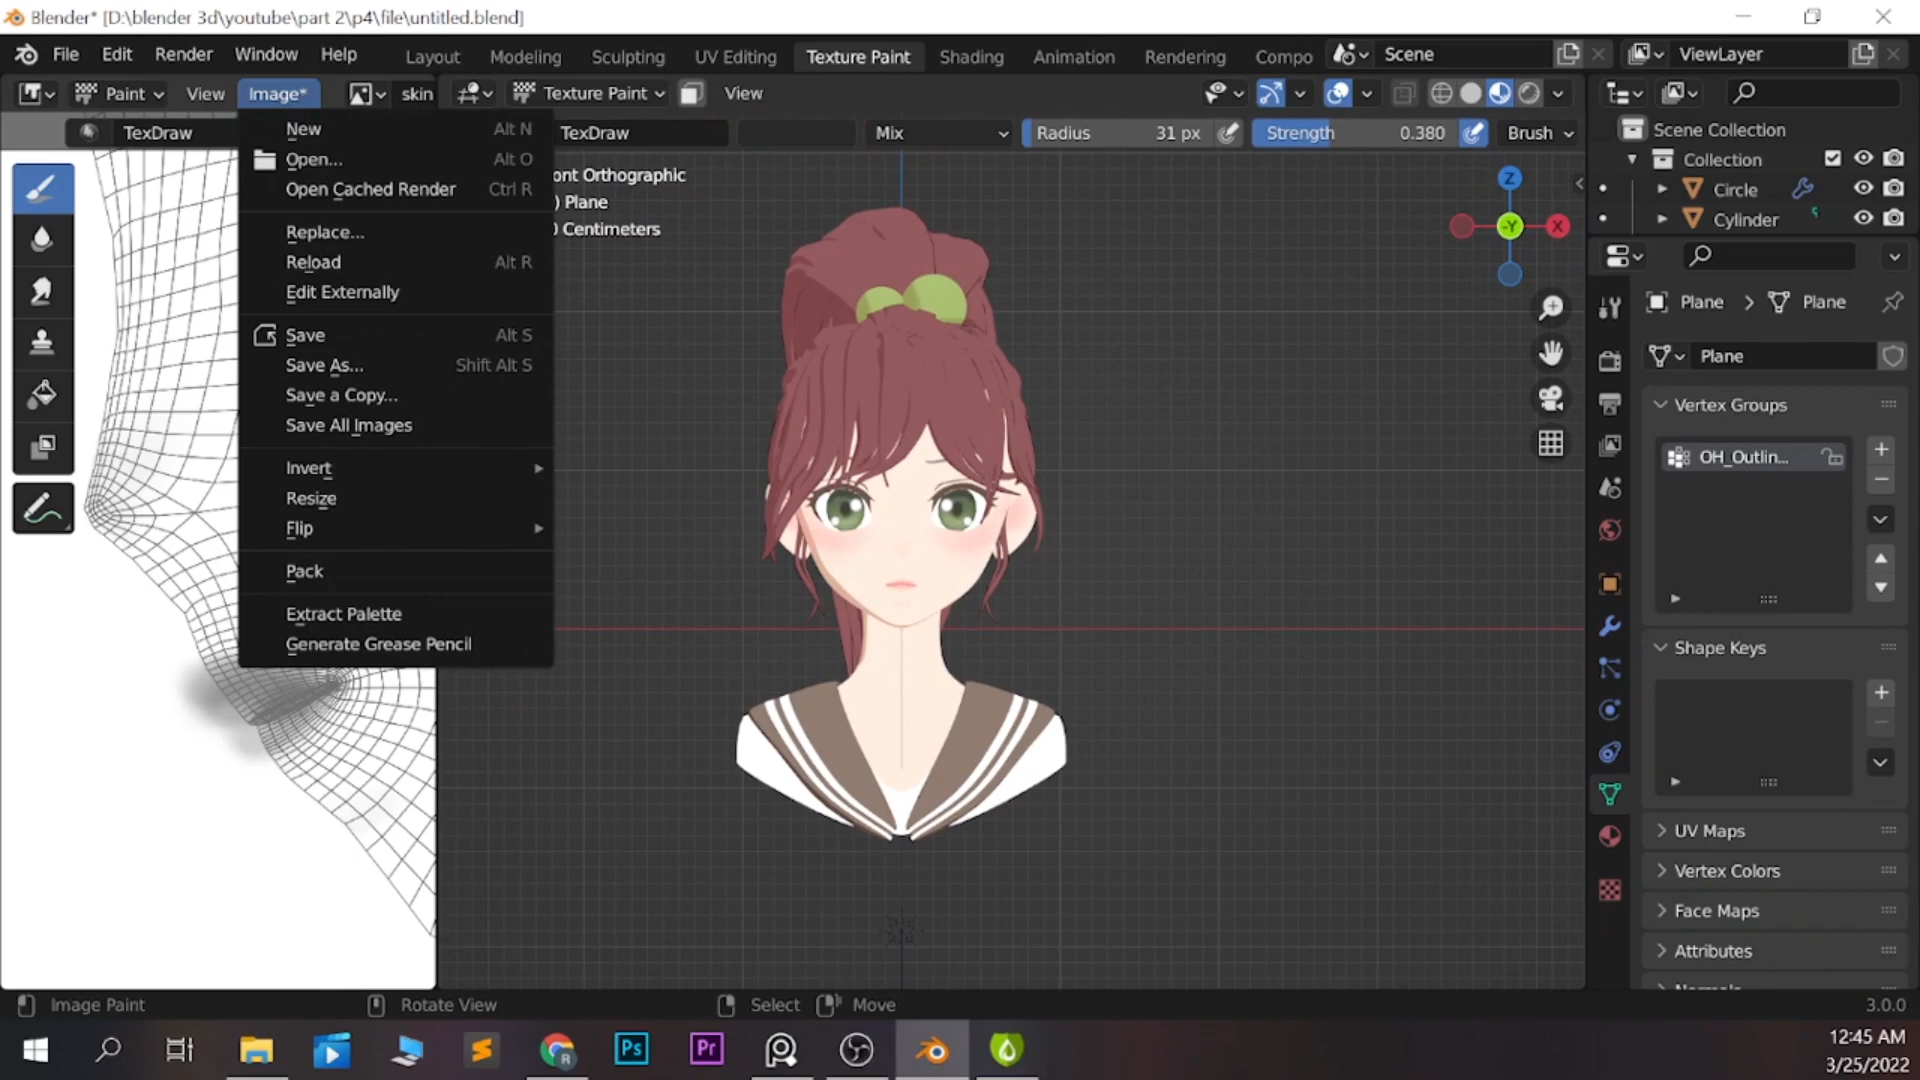 Blender* [D:\blender 3d\youtube\part 2\p4\file\untitled.blend]
File Edit Render Window Help Layout Modeling Sculpting UV Editing Texture Paint Shading Animation Rendering Compo Scene ViewLayer
Paint View Image* skin Texture Paint View
TexDraw TexDraw Mix Radius 31 px Strength 0.380 Brush
New Alt N
Open... Alt O
Open Cached Render Ctrl R
Replace...
Reload Alt R
Edit Externally
Save Alt S
Save As... Shift Alt S
Save a Copy...
Save All Images
Invert
Resize
Flip
Pack
Extract Palette
Generate Grease Pencil
ont Orthographic
) Plane
Centimeters
Z
-Y
X
Scene Collection
Collection
Circle
Cylinder
Plane > Plane
Plane
Vertex Groups
OH_Outlin...
Shape Keys
UV Maps
Vertex Colors
Face Maps
Attributes
Image Paint Rotate View Select Move 3.0.0
R Ps Pr
12:45 AM
3/25/2022